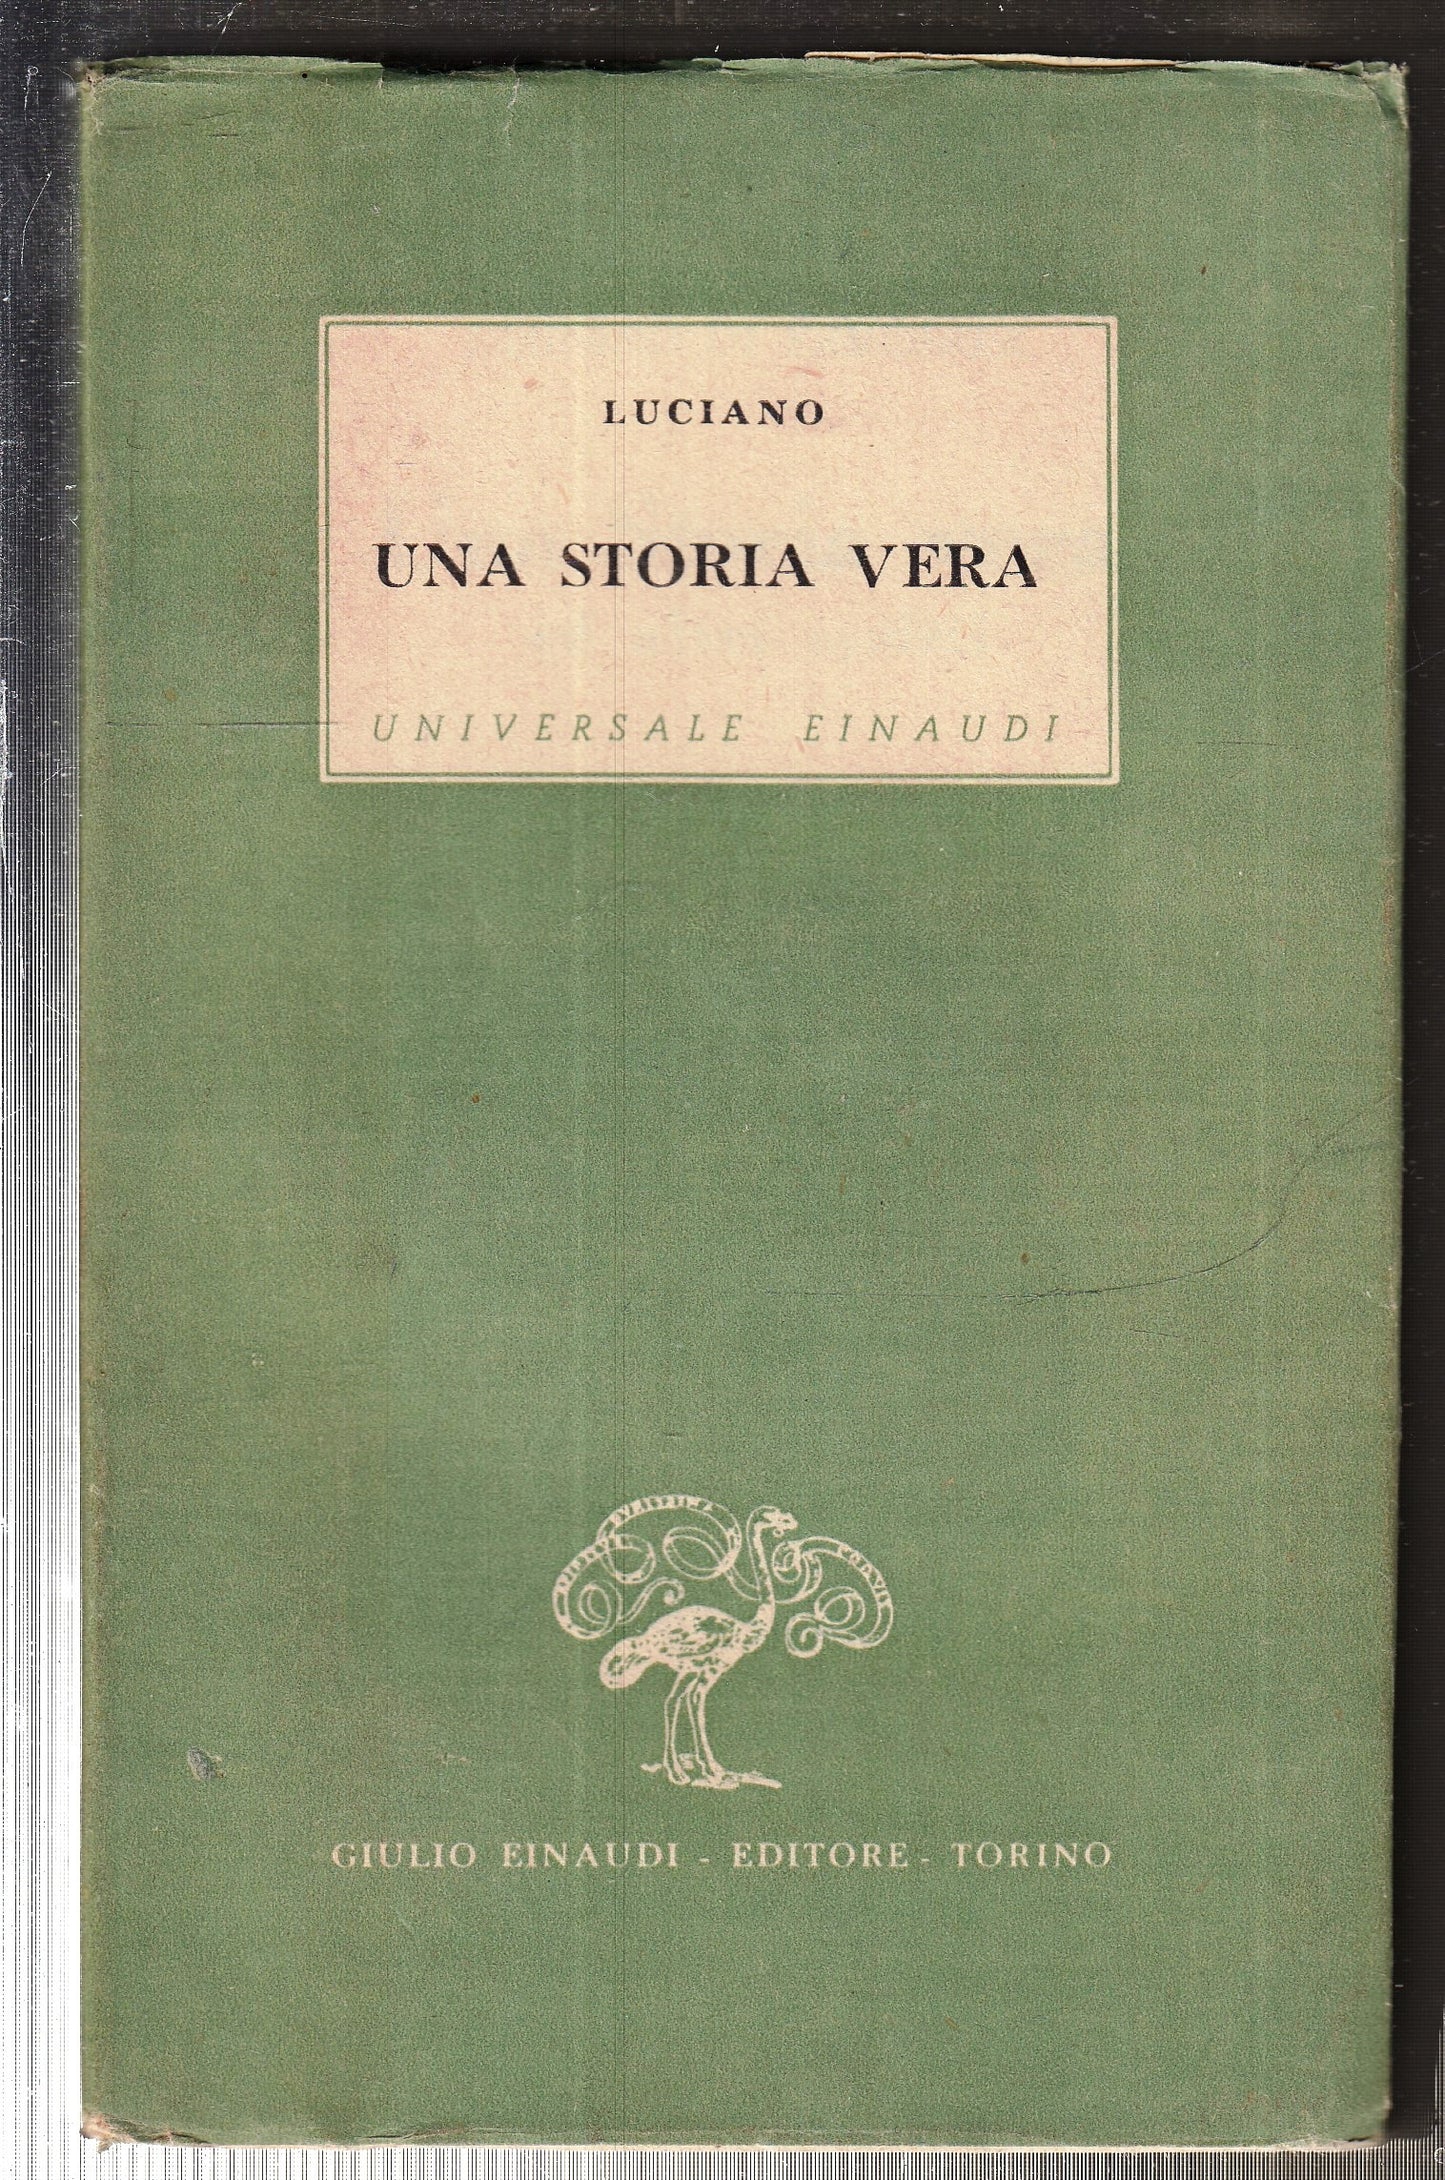 LUCIANO
UNA STORIA VERA
UNIVERSALE EINAUDI
GIULIO EINAUDI - EDITORE - TORINO